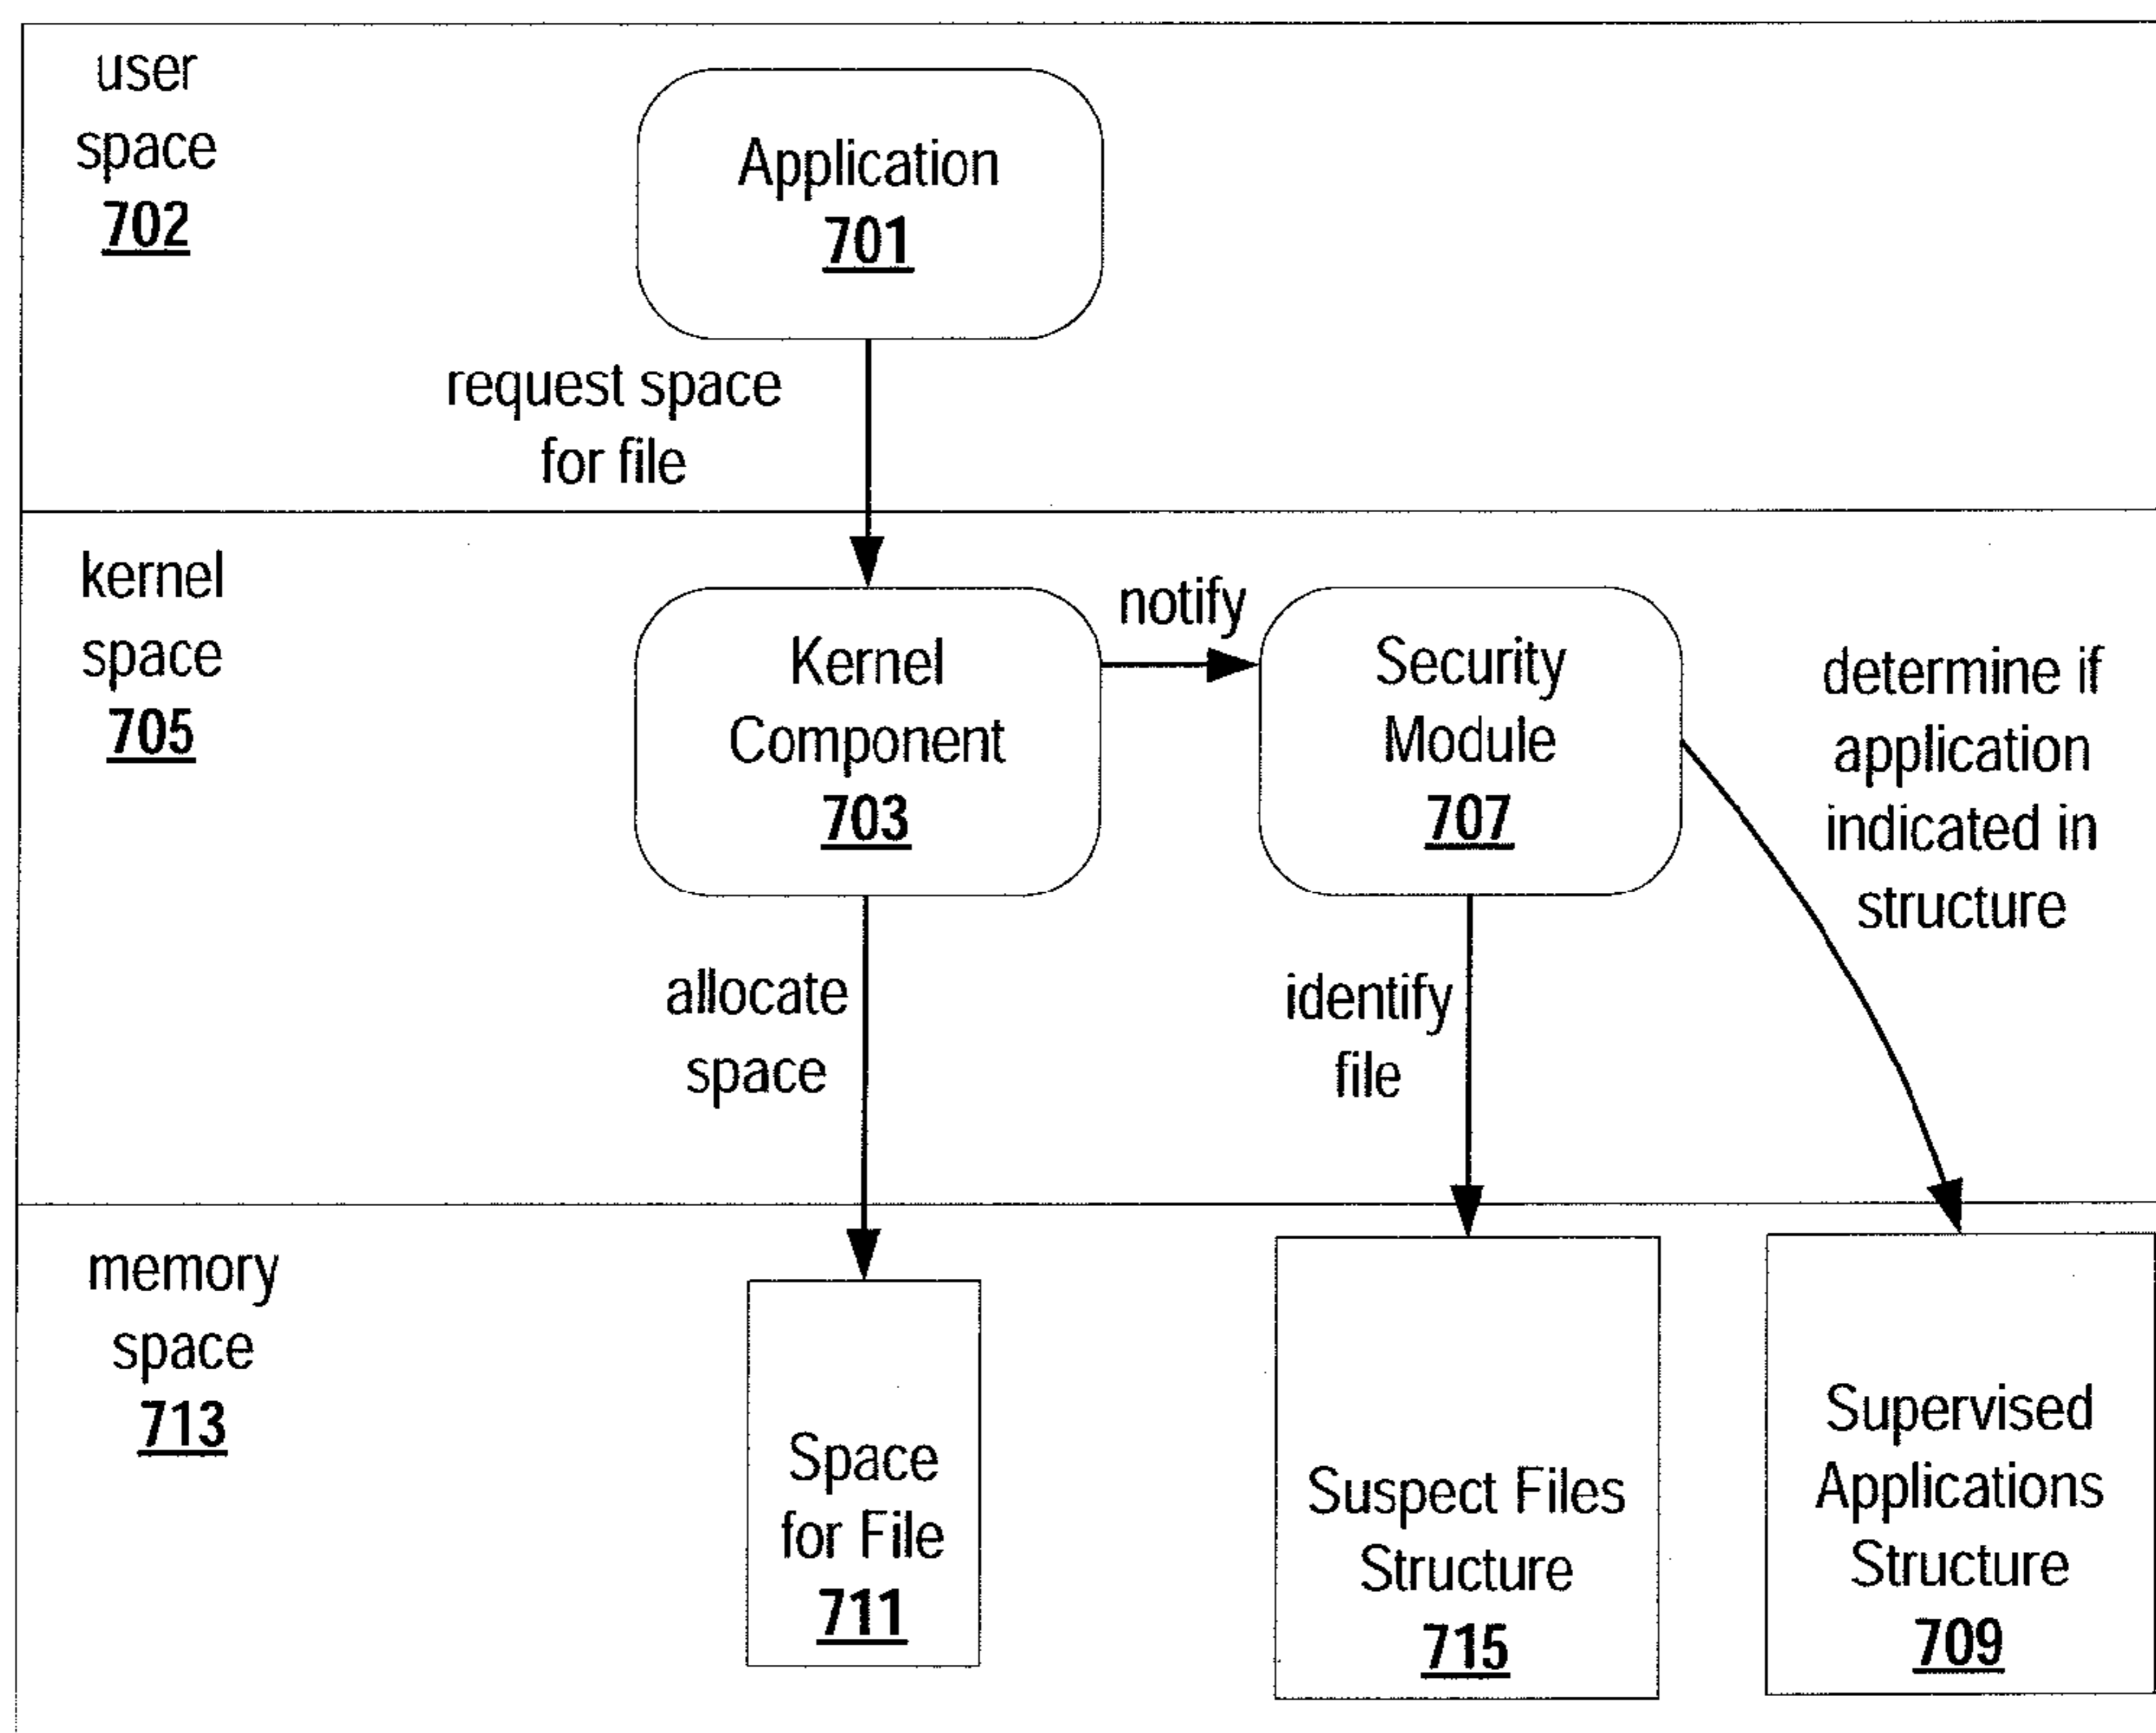 user
space
702
Application
701
request space
for file
kernel
space
705
Kernel
Component
703
notify
Security
Module
707
determine if
application
indicated in
structure
allocate
space
identify
file
memory
space
713
Space
for File
711
Suspect Files
Structure
715
Supervised
Applications
Structure
709